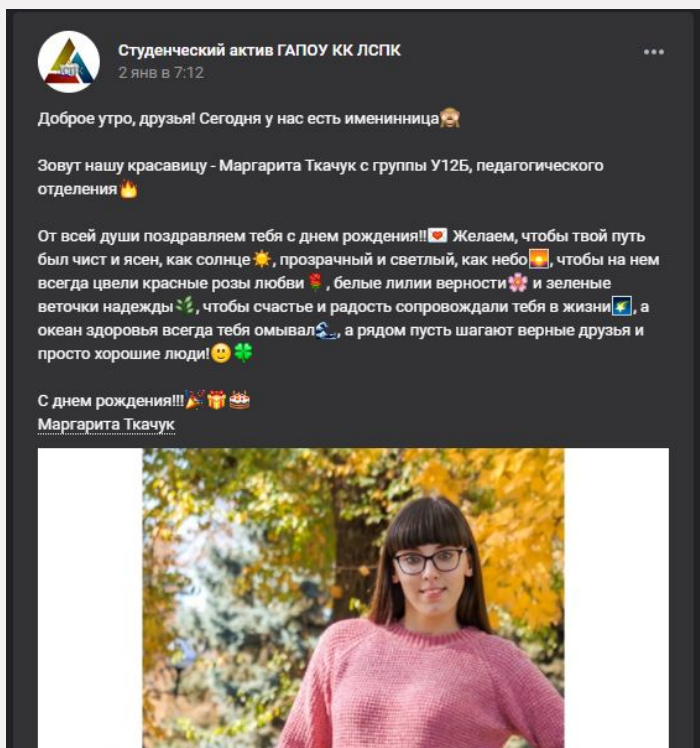 Студенческий актив ГАПОУ КК ЛСПК
2 янв в 7:12
Доброе утро, друзья! Сегодня у нас есть именинница🙈
Зовут нашу красавицу - Маргарита Ткачук с группы У12Б, педагогического
отделения🔥
От всей души поздравляем тебя с днем рождения!!💌 Желаем, чтобы твой путь
был чист и ясен, как солнце☀, прозрачный и светлый, как небо🌅, чтобы на нем
всегда цвели красные розы любви🌹, белые лилии верности🌸 и зеленые
веточки надежды🌿, чтобы счастье и радость сопровождали тебя в жизни🌠, а
океан здоровья всегда тебя омывал🌊, а рядом пусть шагают верные друзья и
просто хорошие люди!🙂🍀
С днем рождения!!!🎉🎁🎂
Маргарита Ткачук